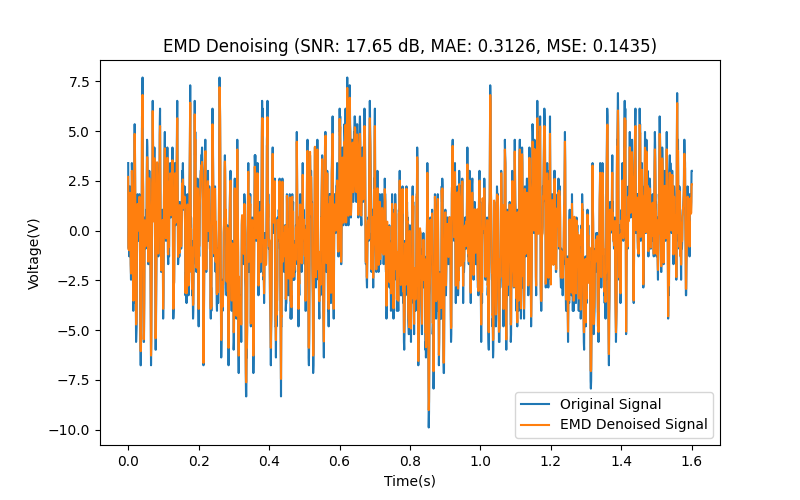 EMD Denoising (SNR: 17.65 dB, MAE: 0.3126, MSE: 0.1435)
7.5
5.0
2.5
0.0
−2.5
−5.0
−7.5
−10.0
Voltage(V)
Original Signal
EMD Denoised Signal
0.0 0.2 0.4 0.6 0.8 1.0 1.2 1.4 1.6
Time(s)